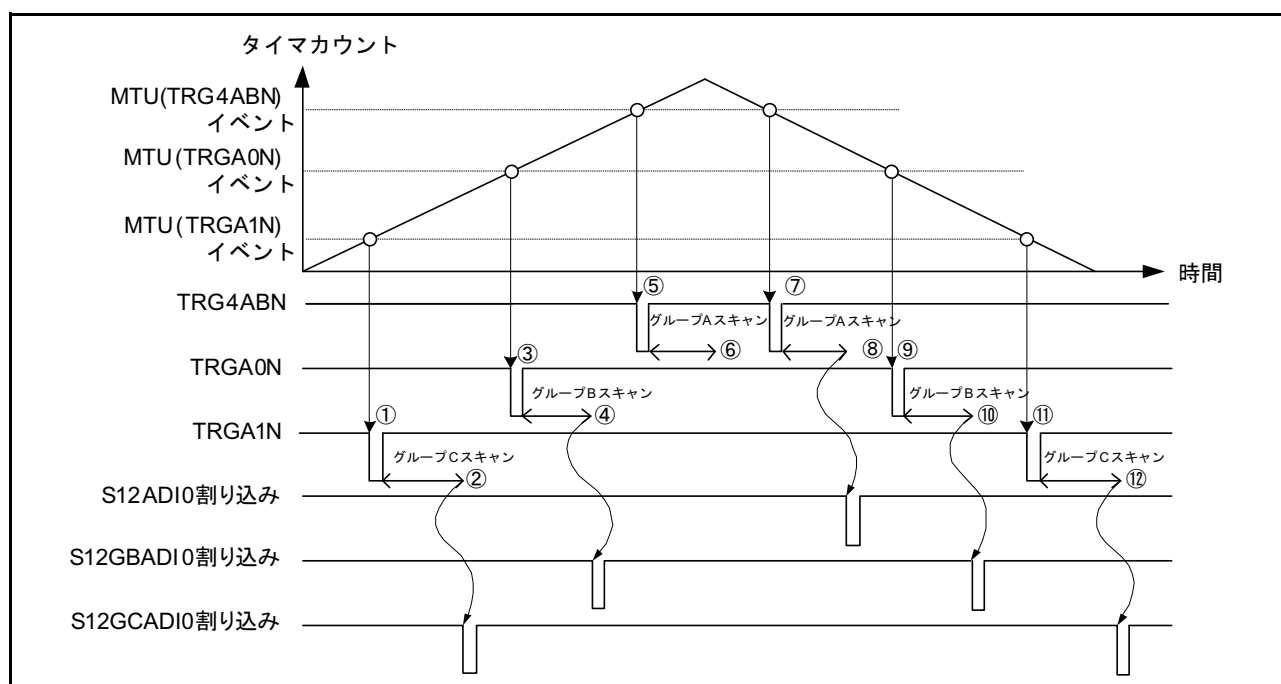 タイマカウント
MTU(TRG4ABN)
イベント
MTU(TRGA0N)
イベント
MTU(TRGA1N)
イベント
時間
TRG4ABN
⑤
⑦
グループAスキャン
グループAスキャン
⑥
⑧
⑨
TRGA0N
③
グループBスキャン
グループBスキャン
④
⑩
⑪
TRGA1N
①
グループCスキャン
グループCスキャン
②
⑫
S12ADI0割り込み
S12GBADI0割り込み
S12GCADI0割り込み